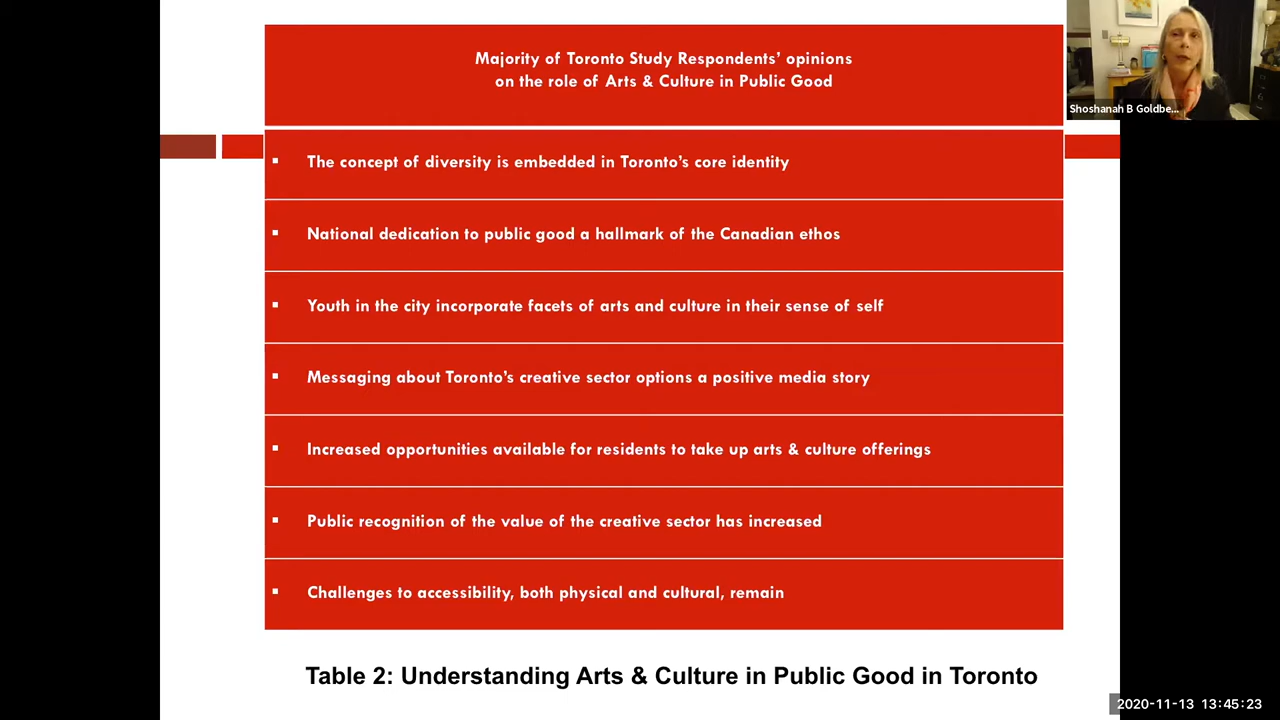 Majority of Toronto Study Respondents' opinions
on the role of Arts & Culture in Public Good
Shoshanah B Goldbe...
▪ The concept of diversity is embedded in Toronto's core identity
▪ National dedication to public good a hallmark of the Canadian ethos
▪ Youth in the city incorporate facets of arts and culture in their sense of self
▪ Messaging about Toronto's creative sector options a positive media story
▪ Increased opportunities available for residents to take up arts & culture offerings
▪ Public recognition of the value of the creative sector has increased
▪ Challenges to accessibility, both physical and cultural, remain
Table 2: Understanding Arts & Culture in Public Good in Toronto
2020-11-13 13:45:23